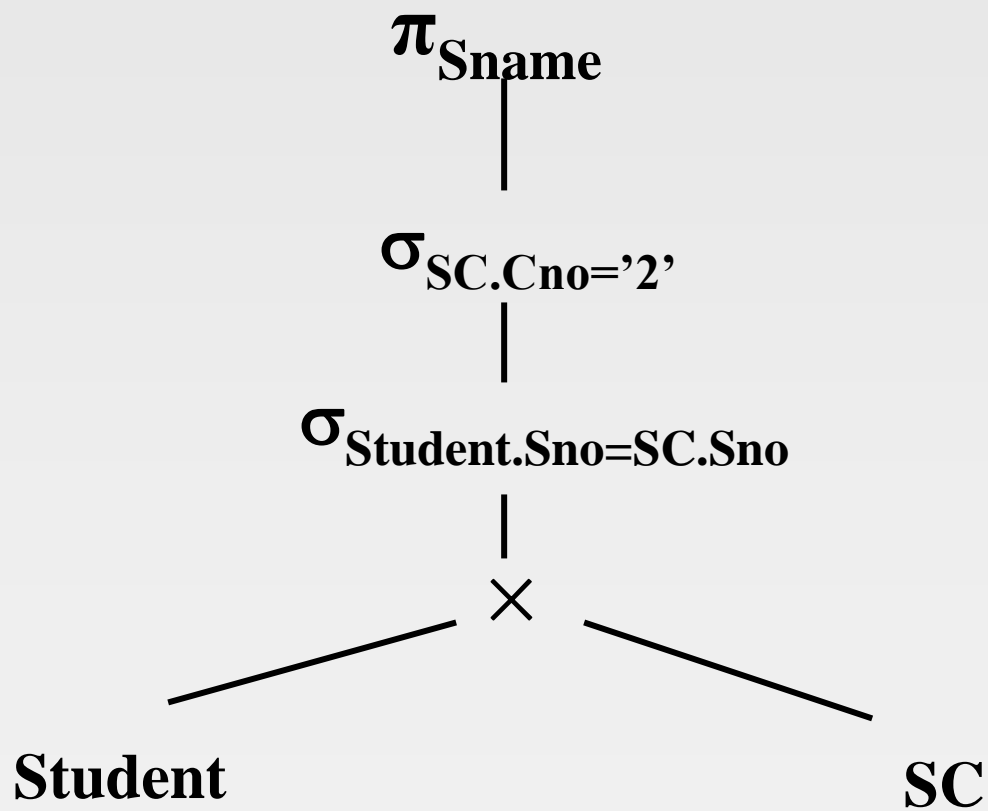 πSname
σSC.Cno=’2’
σStudent.Sno=SC.Sno
×
Student
SC